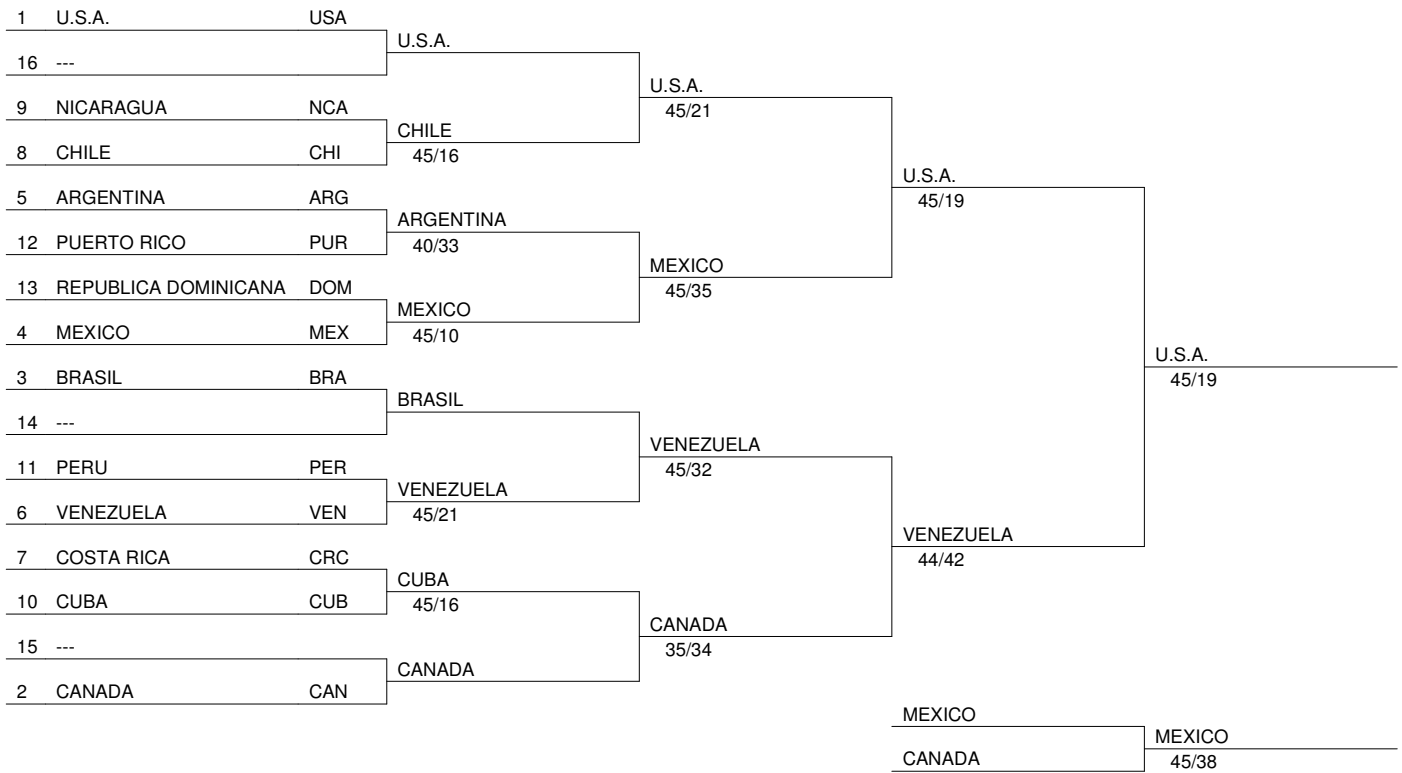 1 U.S.A. USA
16 ---
9 NICARAGUA NCA
8 CHILE CHI
5 ARGENTINA ARG
12 PUERTO RICO PUR
13 REPUBLICA DOMINICANA DOM
4 MEXICO MEX
3 BRASIL BRA
14 ---
11 PERU PER
6 VENEZUELA VEN
7 COSTA RICA CRC
10 CUBA CUB
15 ---
2 CANADA CAN
U.S.A.
CHILE
45/16
ARGENTINA
40/33
MEXICO
45/10
BRASIL
VENEZUELA
45/21
CUBA
45/16
CANADA
U.S.A.
45/21
MEXICO
45/35
VENEZUELA
45/32
CANADA
35/34
U.S.A.
45/19
VENEZUELA
44/42
U.S.A.
45/19
MEXICO
CANADA
MEXICO
45/38